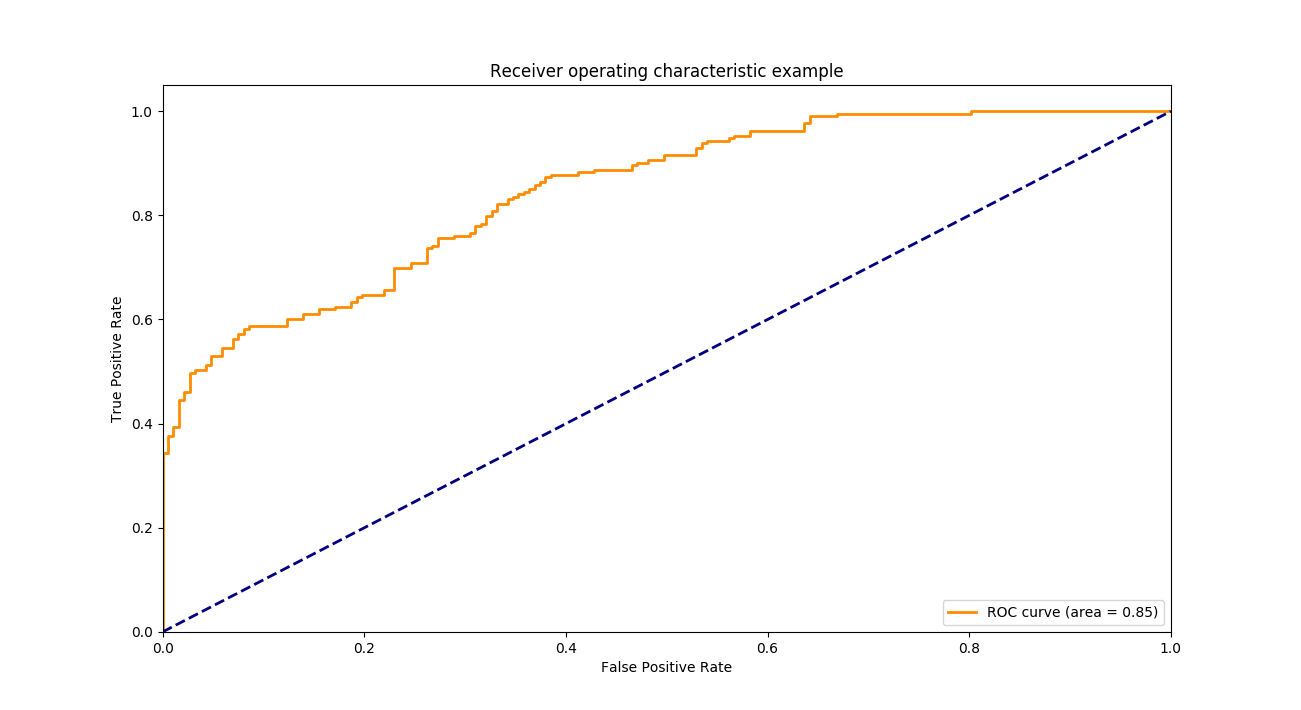 Receiver operating characteristic example
1.0
0.8
0.6
0.4
0.2
0.0
True Positive Rate
ROC curve (area = 0.85)
0.0 0.2 0.4 0.6 0.8 1.0
False Positive Rate